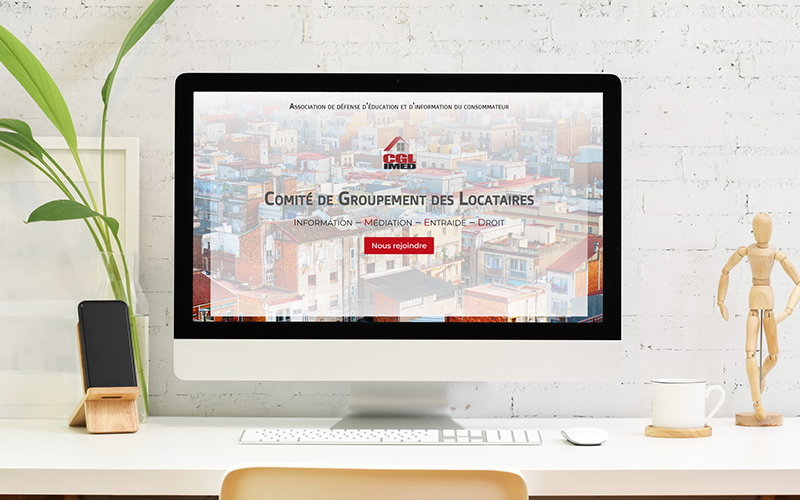 Association de défense d'éducation et d'information du consommateur
CGL
IMED
Comité de Groupement des Locataires
Information – Médiation – Entraide – Droit
Nous rejoindre